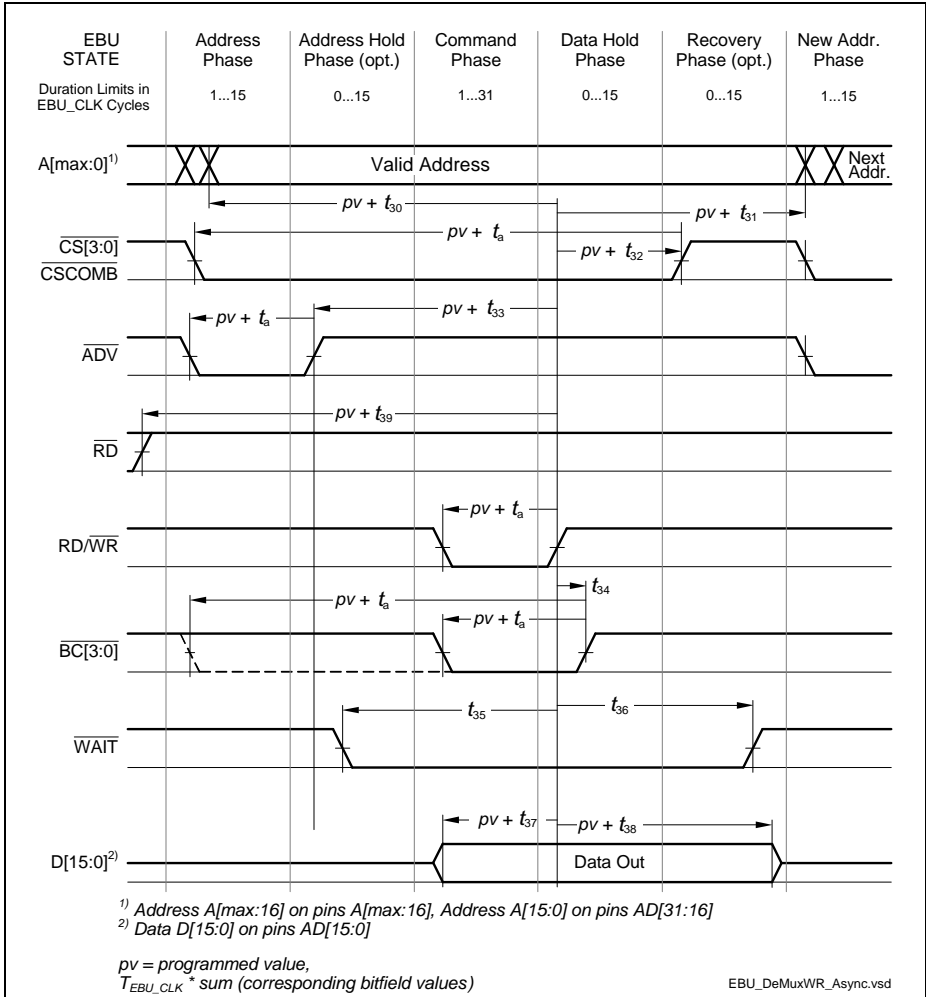 EBU STATE Address Phase Address Hold Phase (opt.) Command Phase Data Hold Phase Recovery Phase (opt.) New Addr. Phase
Duration Limits in EBU_CLK Cycles 1...15 0...15 1...31 0...15 0...15 1...15
A[max:0]1) Valid Address Next Addr.
pv + t30
pv + t31
pv + ta
CS[3:0]
pv + t32
CSCOMB
pv + t33
pv + ta
ADV
pv + t39
RD
pv + ta
RD/WR
t34
pv + ta
pv + ta
BC[3:0]
t35 t36
WAIT
pv + t37 pv + t38
D[15:0]2) Data Out
1) Address A[max:16] on pins A[max:16], Address A[15:0] on pins AD[31:16]
2) Data D[15:0] on pins AD[15:0]
pv = programmed value,
TEBU_CLK * sum (corresponding bitfield values) EBU_DeMuxWR_Async.vsd